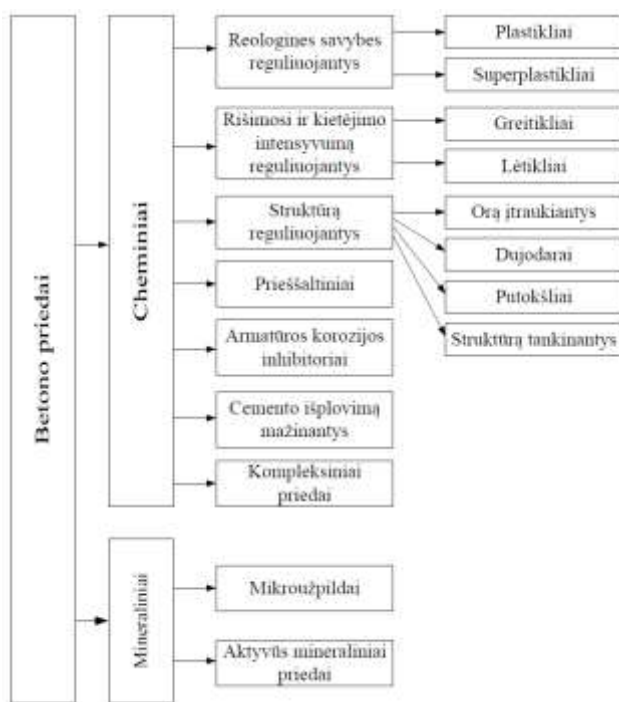 Betono priedai
Cheminiai
Reologines savybes
reguliuojantys
Plastikliai
Superplastikliai
Rišimosi ir kietėjimo
intensyvumą
reguliuojantys
Greitikliai
Lėtikliai
Struktūrą
reguliuojantys
Orą įtraukiantys
Dujodarai
Putokšliai
Struktūrą tankinantys
Prieššaltiniai
Armatūros korozijos
inhibitoriai
Cemento išplovimą
mažinantys
Kompleksiniai
priedai
Mineraliniai
Mikroužpildai
Aktyvūs mineraliniai
priedai